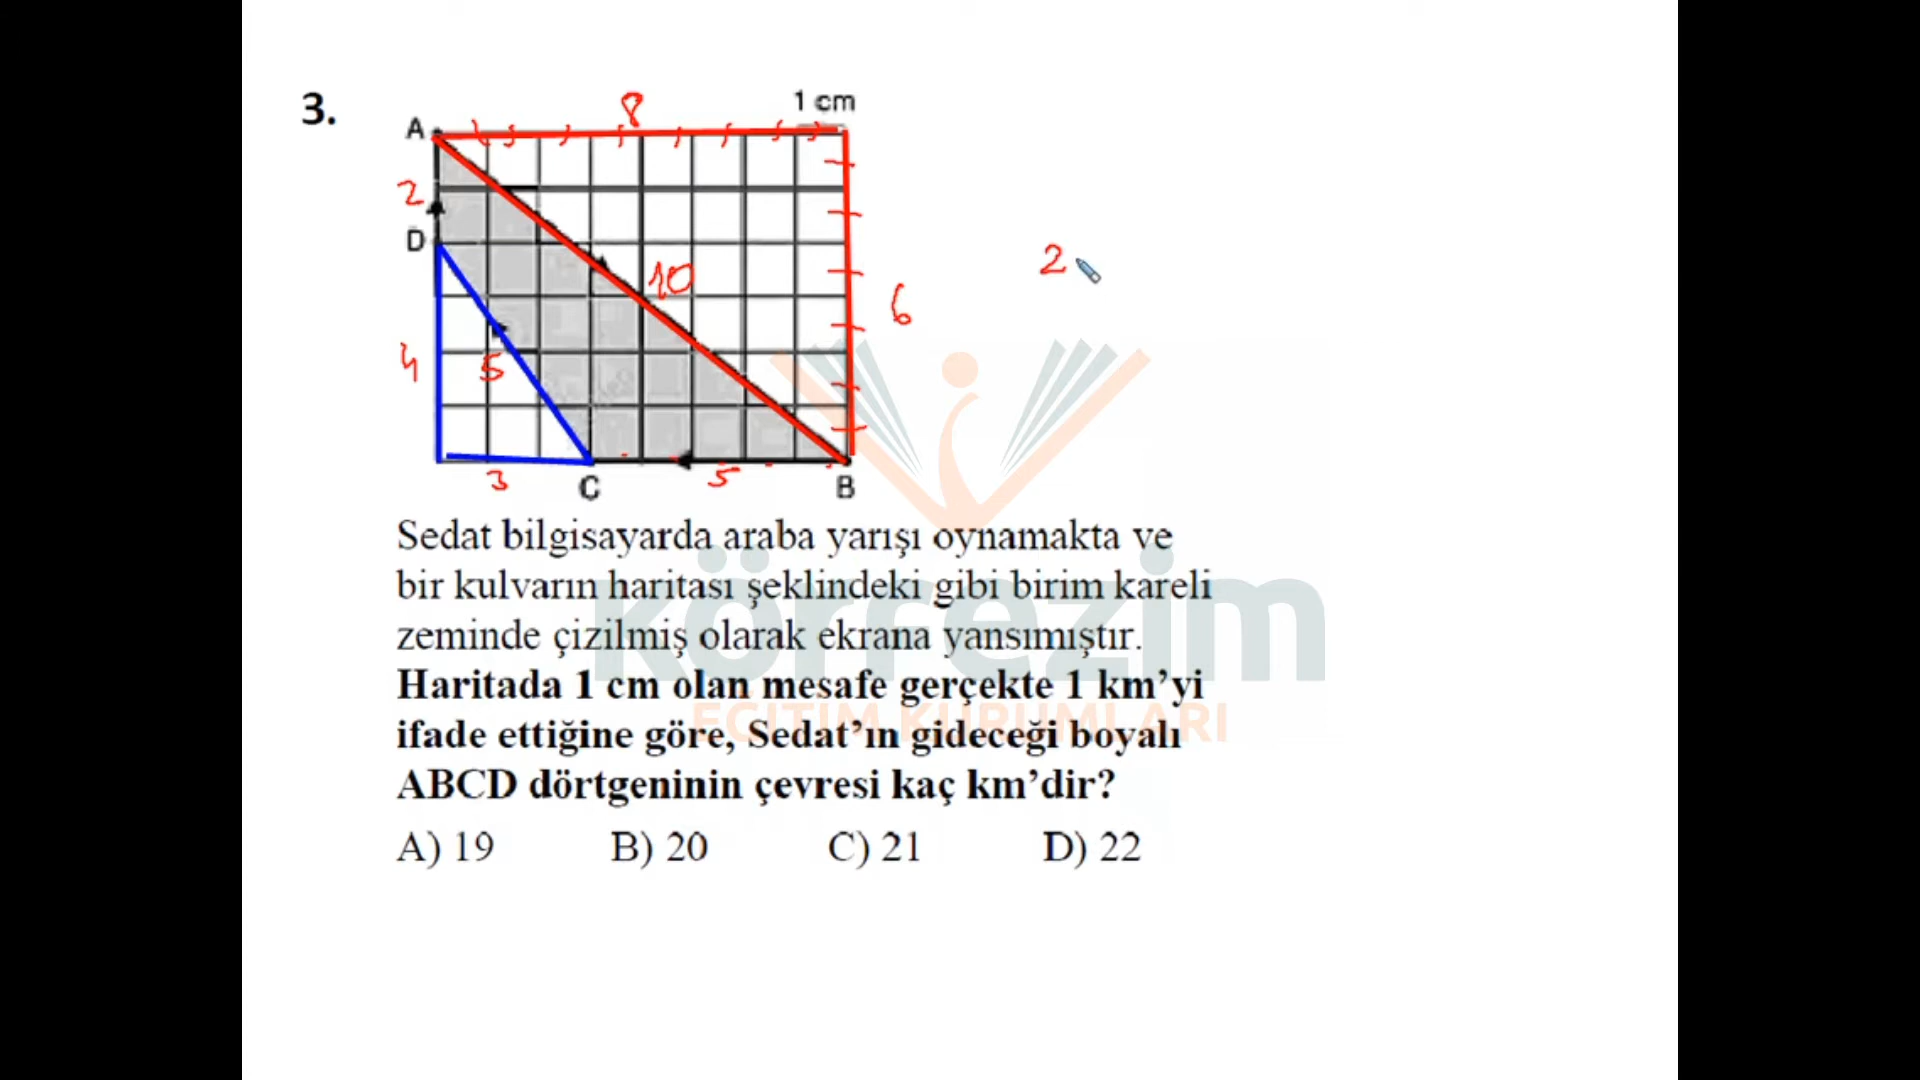 3.
8
1 cm
A
2
D
10
2
6
4
5
3
C
5
B
Sedat bilgisayarda araba yarışı oynamakta ve
bir kulvarın haritası şeklindeki gibi birim kareli
zeminde çizilmiş olarak ekrana yansımıştır.
Haritada 1 cm olan mesafe gerçekte 1 km’yi
ifade ettiğine göre, Sedat’ın gideceği boyalı
ABCD dörtgeninin çevresi kaç km’dir?
A) 19 B) 20 C) 21 D) 22
körfezim
EĞİTİM KURUMLARI